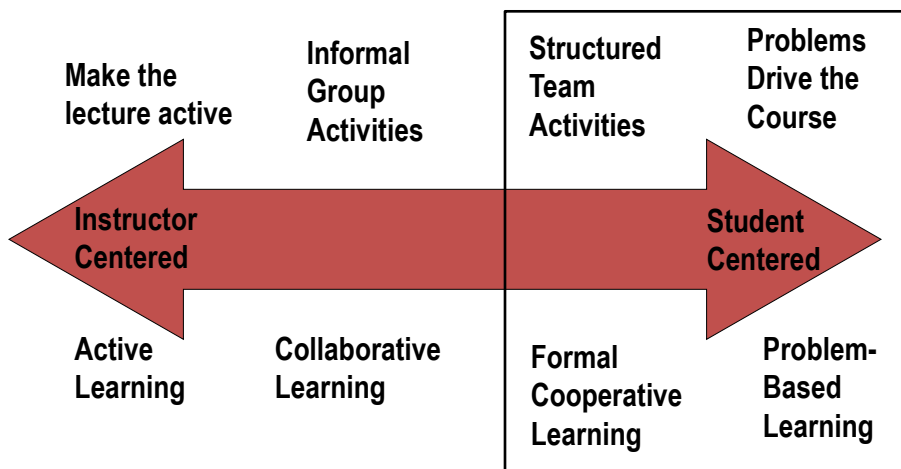 Make the
lecture active
Informal
Group
Activities
Structured
Team
Activities
Problems
Drive the
Course
Instructor
Centered
Student
Centered
Active
Learning
Collaborative
Learning
Formal
Cooperative
Learning
Problem-
Based
Learning